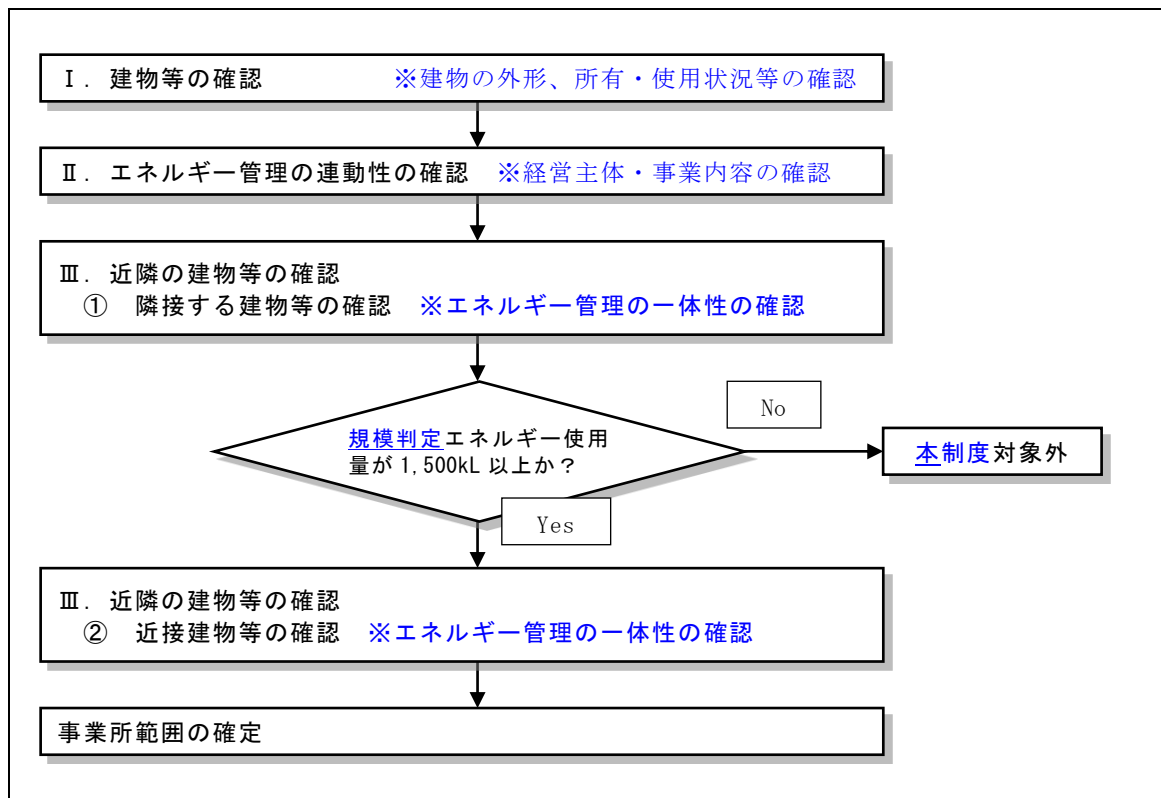 Ⅰ．建物等の確認　※建物の外形、所有・使用状況等の確認
Ⅱ．エネルギー管理の連動性の確認　※経営主体・事業内容の確認
Ⅲ．近隣の建物等の確認
①　隣接する建物等の確認　※エネルギー管理の一体性の確認
No
規模判定エネルギー使用
量が 1,500kL 以上か？
本制度対象外
Yes
Ⅲ．近隣の建物等の確認
②　近接建物等の確認　※エネルギー管理の一体性の確認
事業所範囲の確定